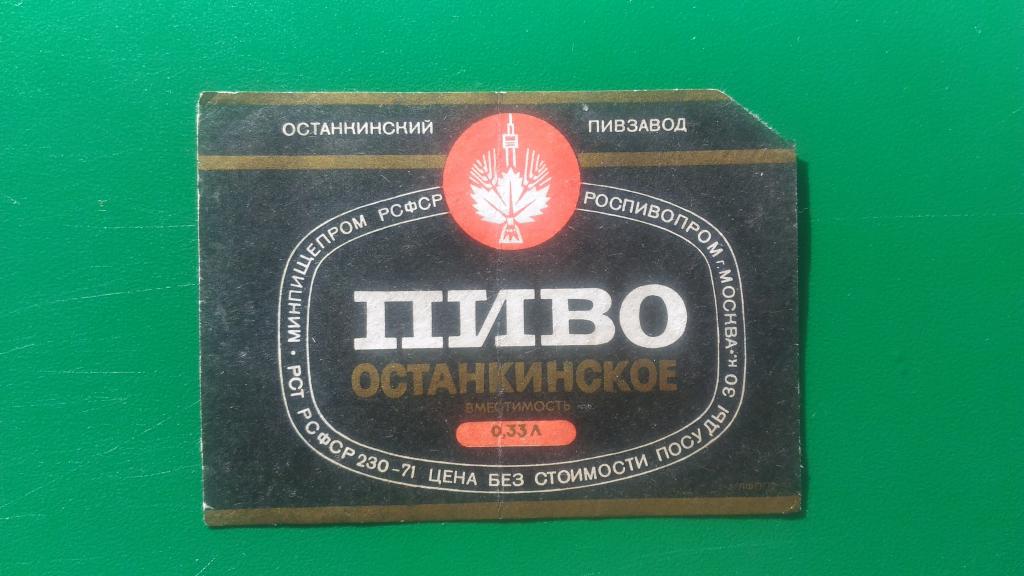 ОСТАНКИНСКИЙ ПИВЗАВОД
МИНПИЩЕПРОМ РСФСР РОСПИВОПРОМ г. МОСКВА •
ПИВО
ОСТАНКИНСКОЕ
ВМЕСТИМОСТЬ
0,33 Л
• РСТ РСФСР 230-71 ЦЕНА БЕЗ СТОИМОСТИ ПОСУДЫ 30 к.